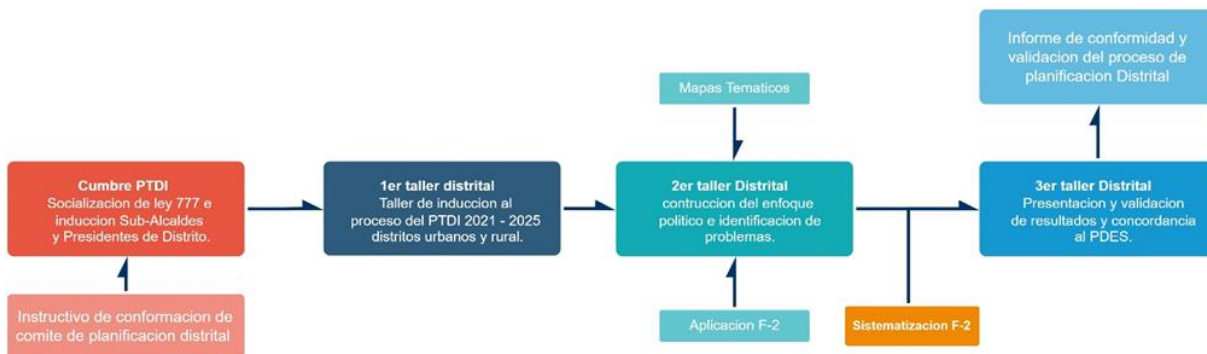 Informe de conformidad y
validacion del proceso de
planificacion Distrital
Mapas Tematicos
Cumbre PTDI
Socializacion de ley 777 e
induccion Sub-Alcaldes
y Presidentes de Distrito.
1er taller distrital
Taller de induccion al
proceso del PTDI 2021 - 2025
distritos urbanos y rural.
2er taller Distrital
contruccion del enfoque
politico e identificacion de
problemas.
3er taller Distrital
Presentacion y validacion
de resultados y concordancia
al PDES.
Instructivo de conformacion de
comite de planificacion distrital
Aplicacion F-2
Sistematizacion F-2